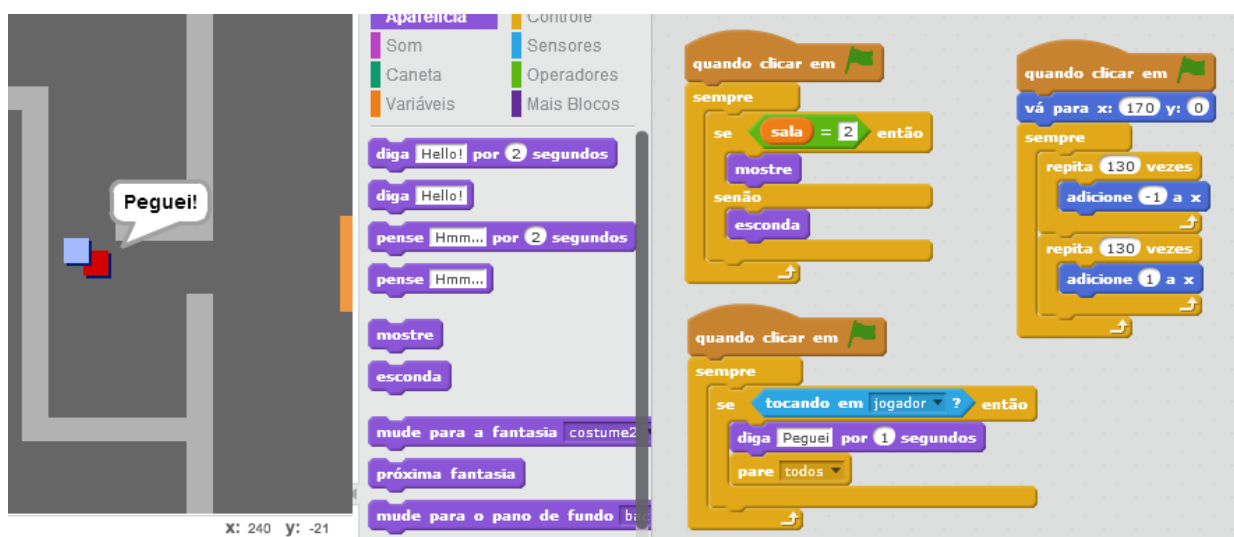 Peguei!
x: 240 y: -21
Aparência
Controle
Som
Sensores
Caneta
Operadores
Variáveis
Mais Blocos
diga Hello! por 2 segundos
diga Hello!
pense Hmm... por 2 segundos
pense Hmm...
mostre
esconda
mude para a fantasia costume2
próxima fantasia
mude para o pano de fundo
quando clicar em
sempre
se sala = 2 então
mostre
senão
esconda
quando clicar em
sempre
se tocando em jogador ? então
diga Peguei por 1 segundos
pare todos
quando clicar em
vá para x: 170 y: 0
sempre
repita 130 vezes
adicione -1 a x
repita 130 vezes
adicione 1 a x